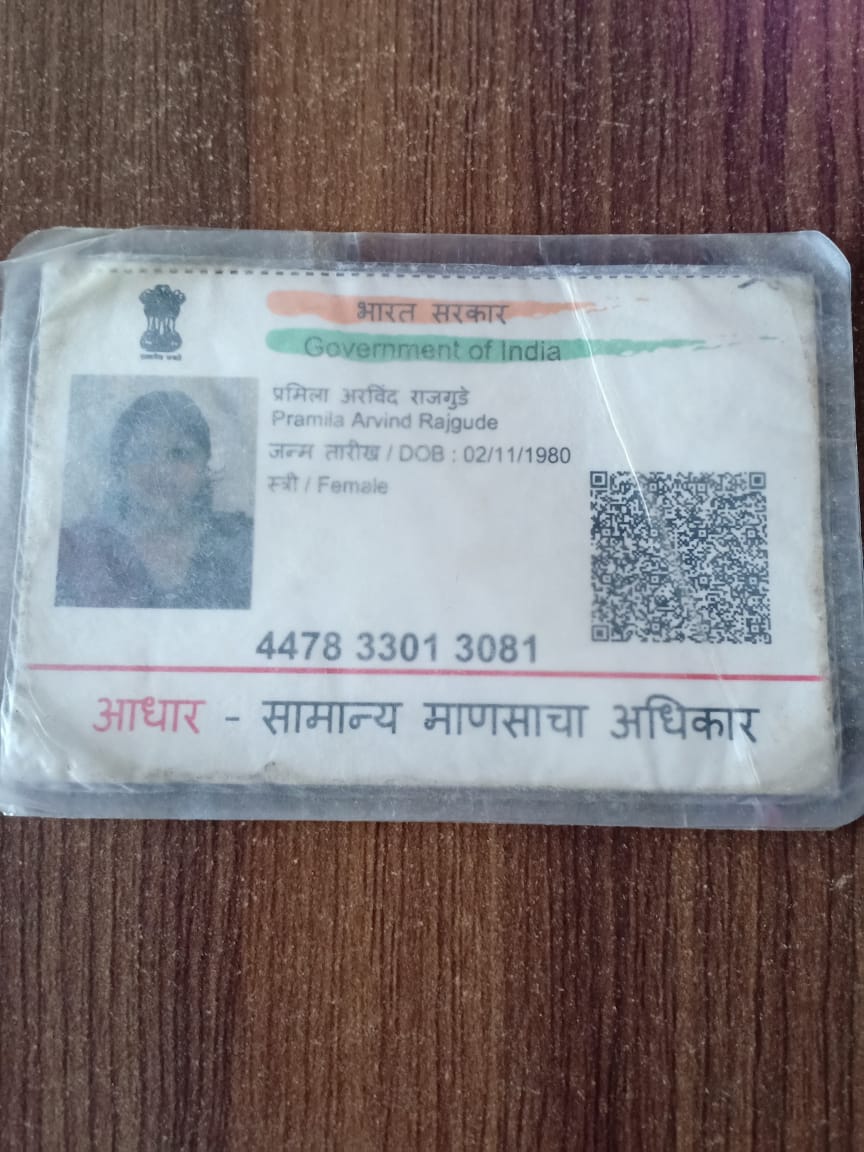 भारत सरकार
Government of India
प्रमिला अरविंद राजगुडे
Pramila Arvind Rajgude
जन्म तारीख / DOB : 02/11/1980
स्त्री / Female
4478 3301 3081
आधार - सामान्य माणसाचा अधिकार